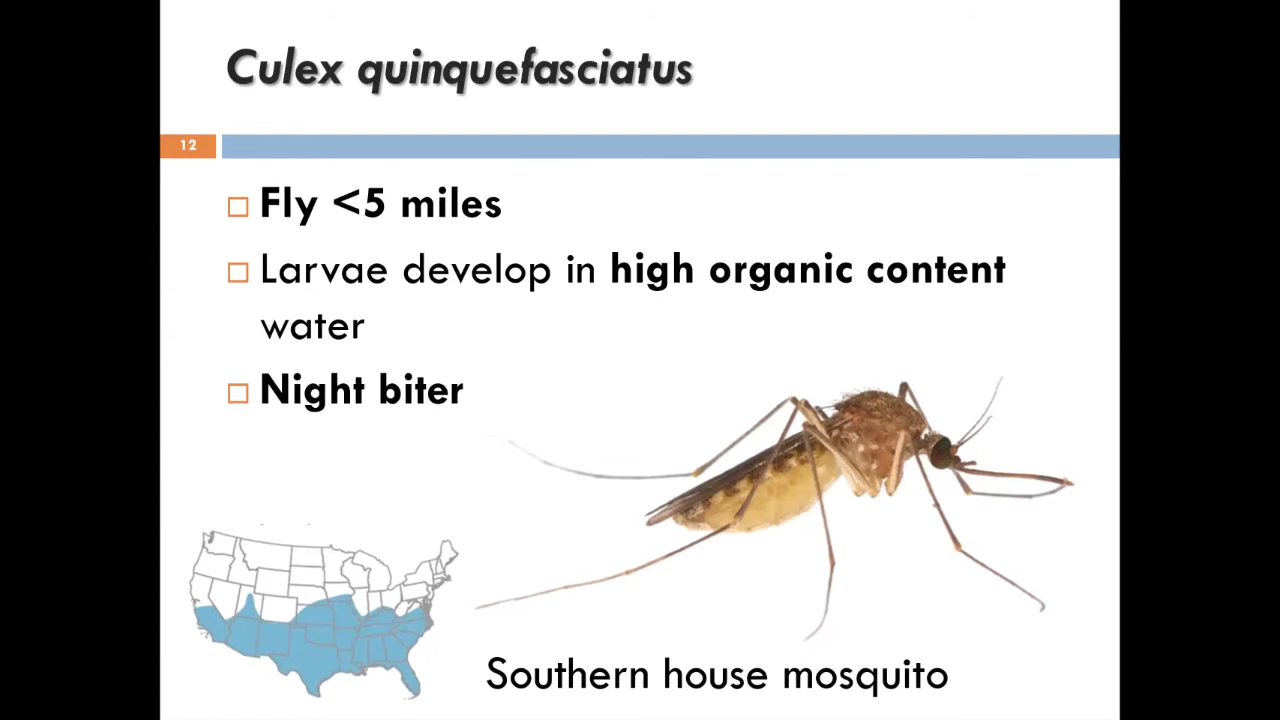 Culex quinquefasciatus
12
Fly <5 miles
Larvae develop in high organic content
water
Night biter
Southern house mosquito